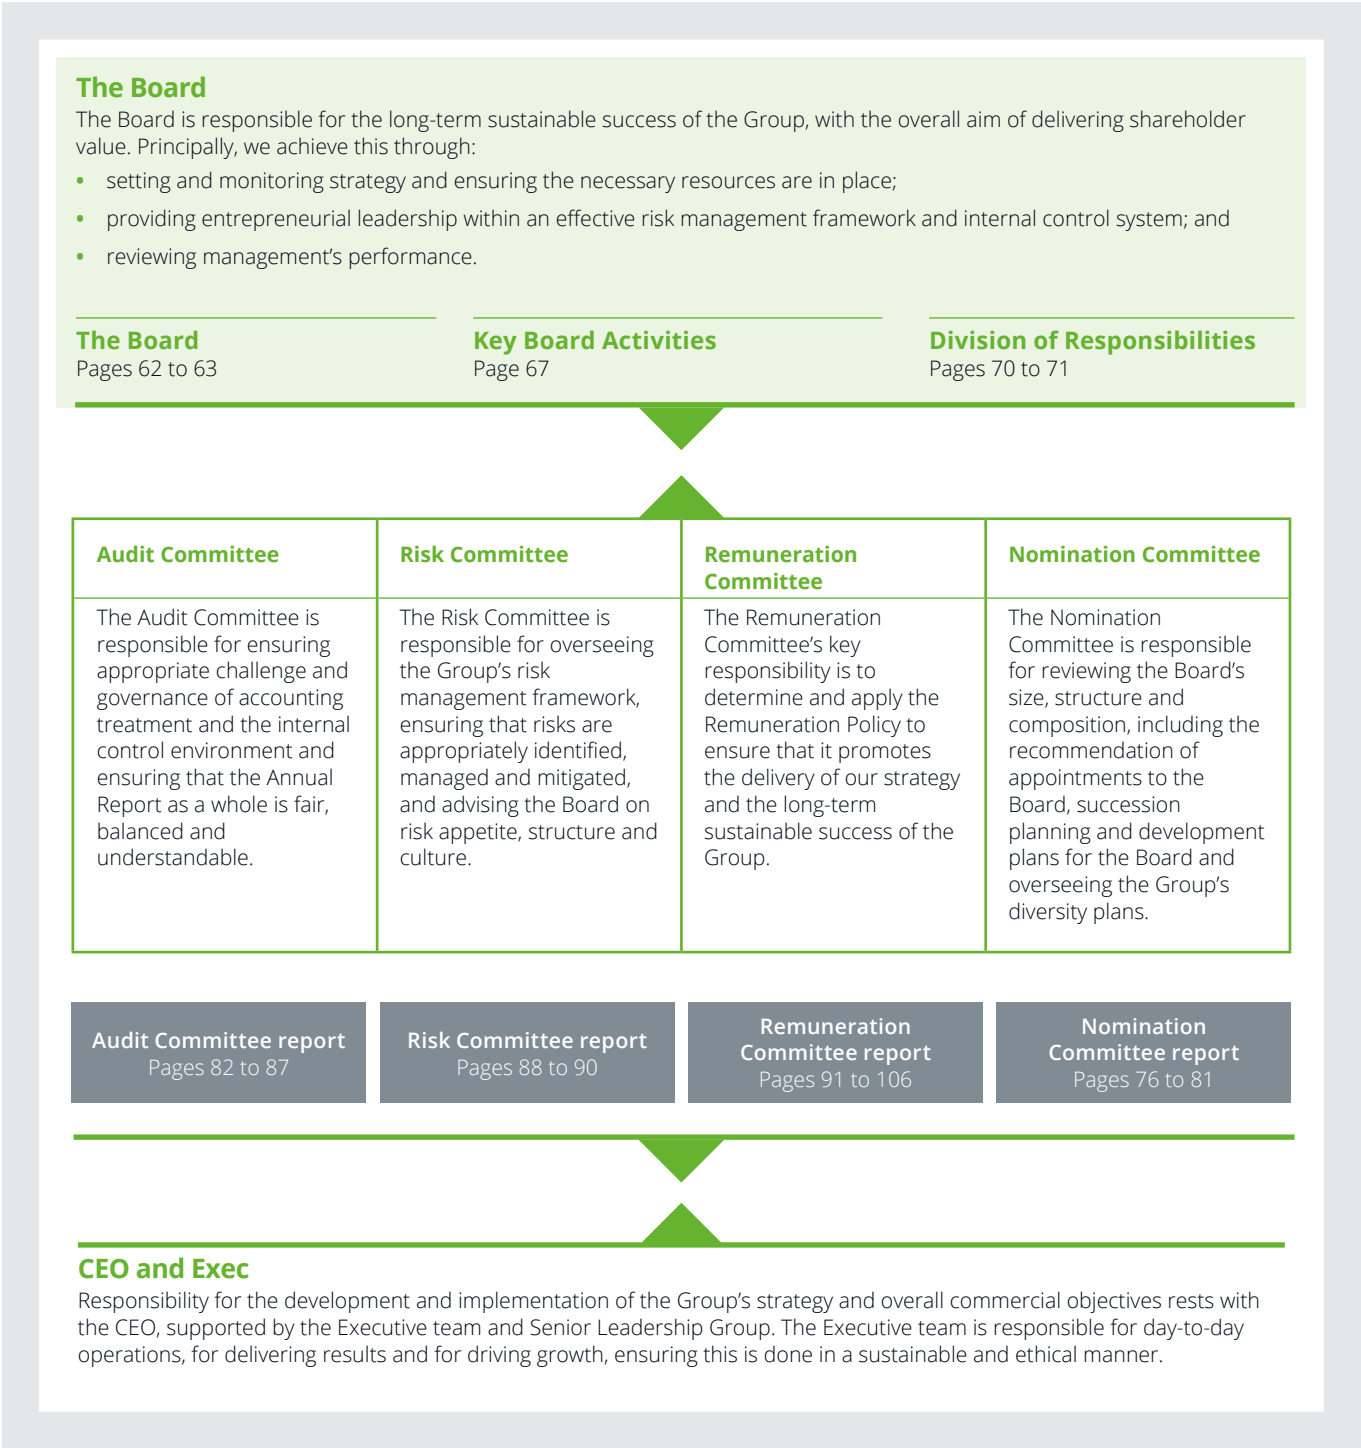 The Board
The Board is responsible for the long-term sustainable success of the Group, with the overall aim of delivering shareholder
value. Principally, we achieve this through:
• setting and monitoring strategy and ensuring the necessary resources are in place;
• providing entrepreneurial leadership within an effective risk management framework and internal control system; and
• reviewing management’s performance.
The Board
Pages 62 to 63
Key Board Activities
Page 67
Division of Responsibilities
Pages 70 to 71
Audit Committee
The Audit Committee is
responsible for ensuring
appropriate challenge and
governance of accounting
treatment and the internal
control environment and
ensuring that the Annual
Report as a whole is fair,
balanced and
understandable.
Risk Committee
The Risk Committee is
responsible for overseeing
the Group’s risk
management framework,
ensuring that risks are
appropriately identified,
managed and mitigated,
and advising the Board on
risk appetite, structure and
culture.
Remuneration
Committee
The Remuneration
Committee’s key
responsibility is to
determine and apply the
Remuneration Policy to
ensure that it promotes
the delivery of our strategy
and the long-term
sustainable success of the
Group.
Nomination Committee
The Nomination
Committee is responsible
for reviewing the Board’s
size, structure and
composition, including the
recommendation of
appointments to the
Board, succession
planning and development
plans for the Board and
overseeing the Group’s
diversity plans.
Audit Committee report
Pages 82 to 87
Risk Committee report
Pages 88 to 90
Remuneration
Committee report
Pages 91 to 106
Nomination
Committee report
Pages 76 to 81
CEO and Exec
Responsibility for the development and implementation of the Group’s strategy and overall commercial objectives rests with
the CEO, supported by the Executive team and Senior Leadership Group. The Executive team is responsible for day-to-day
operations, for delivering results and for driving growth, ensuring this is done in a sustainable and ethical manner.